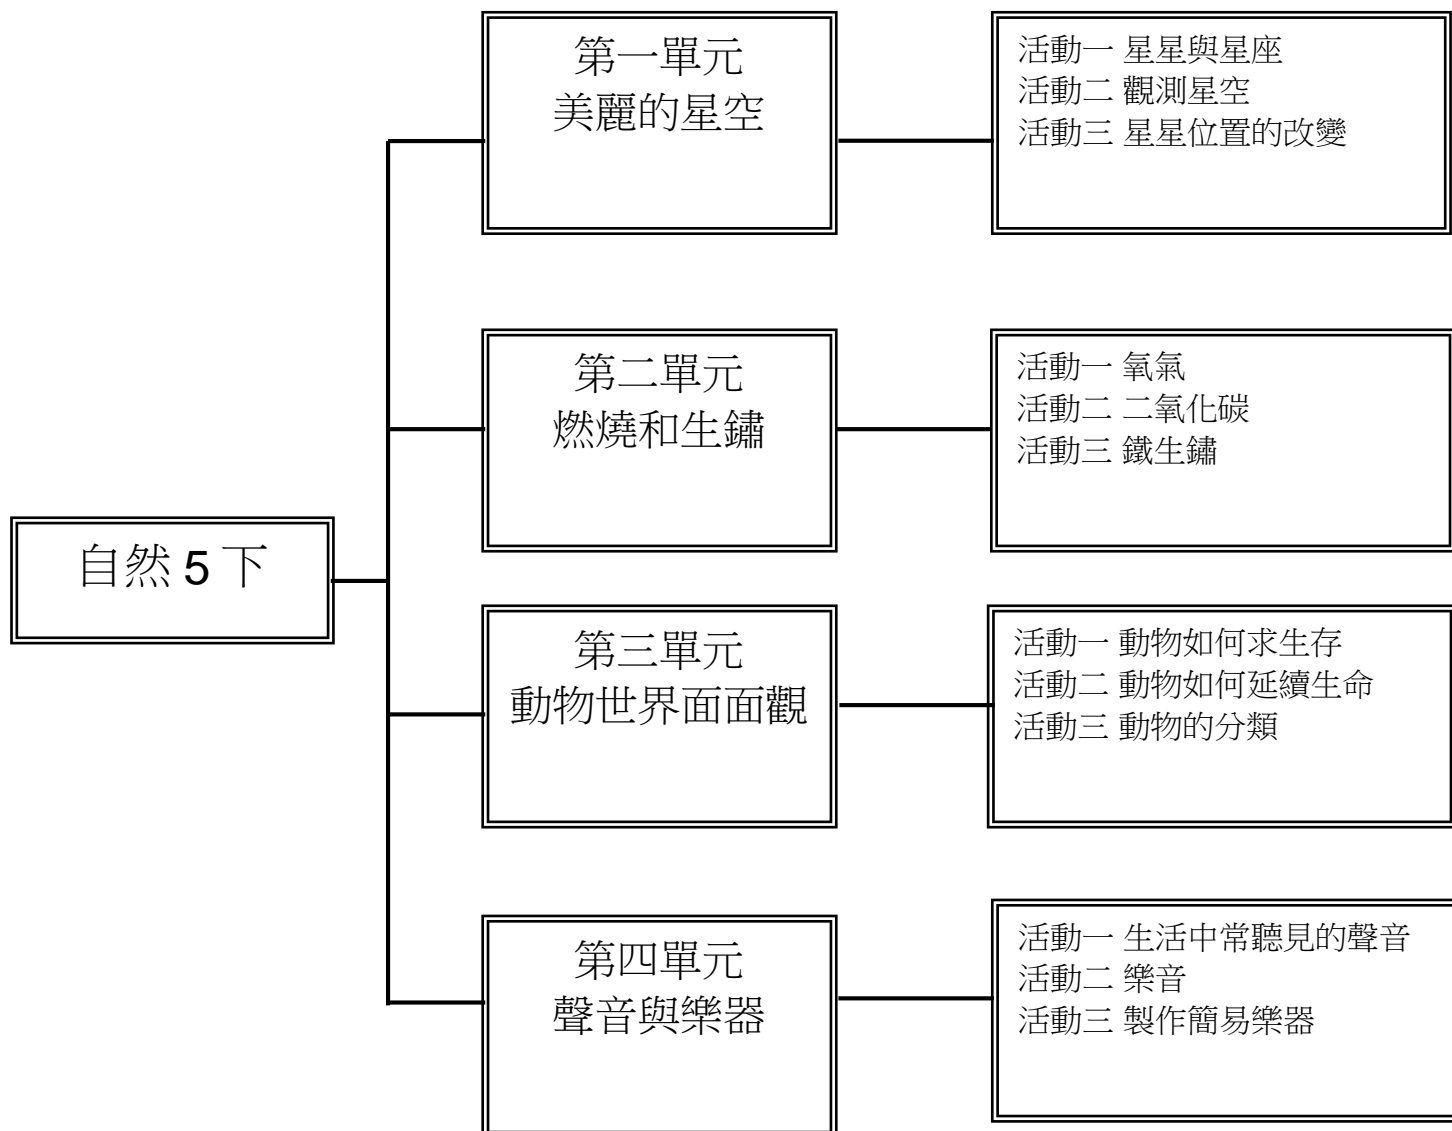 第一單元
美麗的星空
活動一 星星與星座
活動二 觀測星空
活動三 星星位置的改變
第二單元
燃燒和生鏽
活動一 氧氣
活動二 二氧化碳
活動三 鐵生鏽
自然 5 下
第三單元
動物世界面面觀
活動一 動物如何求生存
活動二 動物如何延續生命
活動三 動物的分類
第四單元
聲音與樂器
活動一 生活中常聽見的聲音
活動二 樂音
活動三 製作簡易樂器